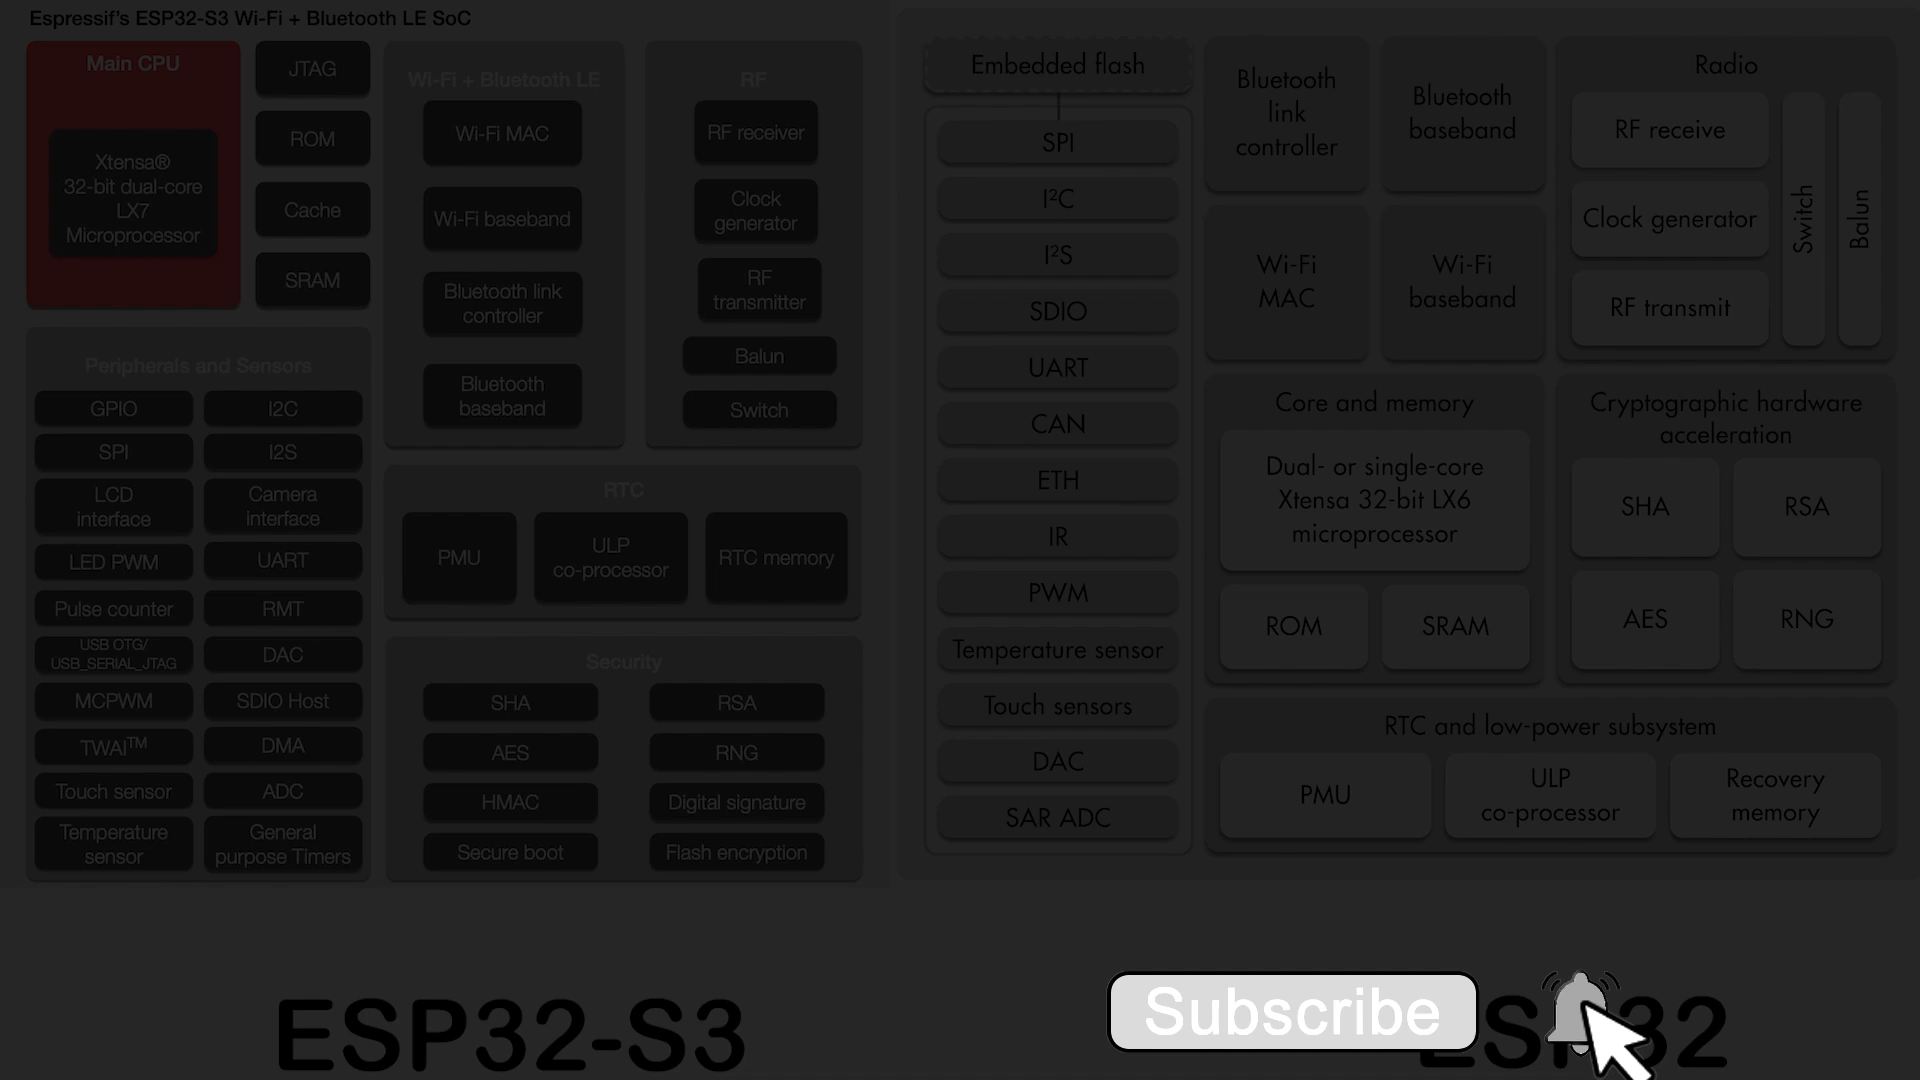 Espressif's ESP32-S3 Wi-Fi + Bluetooth LE SoC
Main CPU
Xtensa®
32-bit dual-core
LX7
Microprocessor
JTAG
ROM
Cache
SRAM
Wi-Fi + Bluetooth LE
Wi-Fi MAC
Wi-Fi baseband
Bluetooth link
controller
Bluetooth
baseband
RF
RF receiver
Clock
generator
RF
transmitter
Balun
Switch
Peripherals and Sensors
GPIO
I2C
SPI
I2S
LCD
interface
Camera
interface
LED PWM
UART
Pulse counter
RMT
USB OTG/
USB_SERIAL_JTAG
DAC
MCPWM
SDIO Host
TWAI™
DMA
Touch sensor
ADC
Temperature
sensor
General
purpose Timers
RTC
PMU
ULP
co-processor
RTC memory
Security
SHA
RSA
AES
RNG
HMAC
Digital signature
Secure boot
Flash encryption
ESP32-S3
Embedded flash
SPI
I²C
I²S
SDIO
UART
CAN
ETH
IR
PWM
Temperature sensor
Touch sensors
DAC
SAR ADC
Bluetooth
link
controller
Bluetooth
baseband
Wi-Fi
MAC
Wi-Fi
baseband
Radio
RF receive
Clock generator
RF transmit
Switch
Balun
Core and memory
Dual- or single-core
Xtensa 32-bit LX6
microprocessor
ROM
SRAM
Cryptographic hardware
acceleration
SHA
RSA
AES
RNG
RTC and low-power subsystem
PMU
ULP
co-processor
Recovery
memory
Subscribe
ESP32